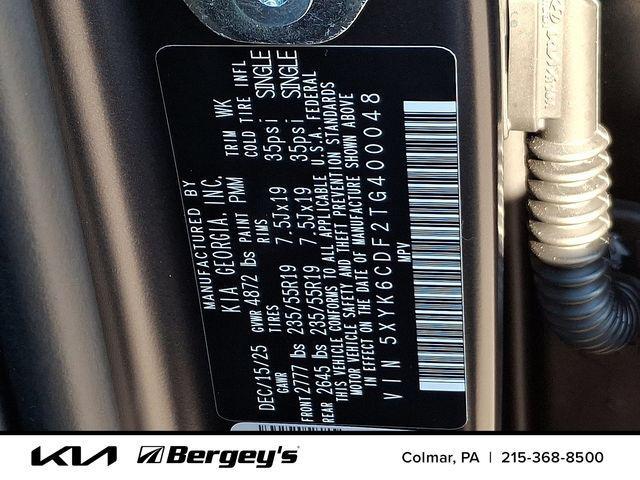 MANUFACTURED BY
KIA GEORGIA, INC.
DEC/15/25 GVWR 4872 lbs PAINT PMM TRIM WK
GAWR TIRES RIMS COLD TIRE INFL
FRONT 2777 lbs 235/55R19 7.5Jx19 35psi SINGLE
REAR 2645 lbs 235/55R19 7.5Jx19 35psi SINGLE
THIS VEHICLE CONFORMS TO ALL APPLICABLE U.S.A. FEDERAL
MOTOR VEHICLE SAFETY AND THEFT PREVENTION STANDARDS
IN EFFECT ON THE DATE OF MANUFACTURE SHOWN ABOVE
VIN 5XYK6CDF2TG400048
MPV
KIA Bergey's
Colmar, PA | 215-368-8500